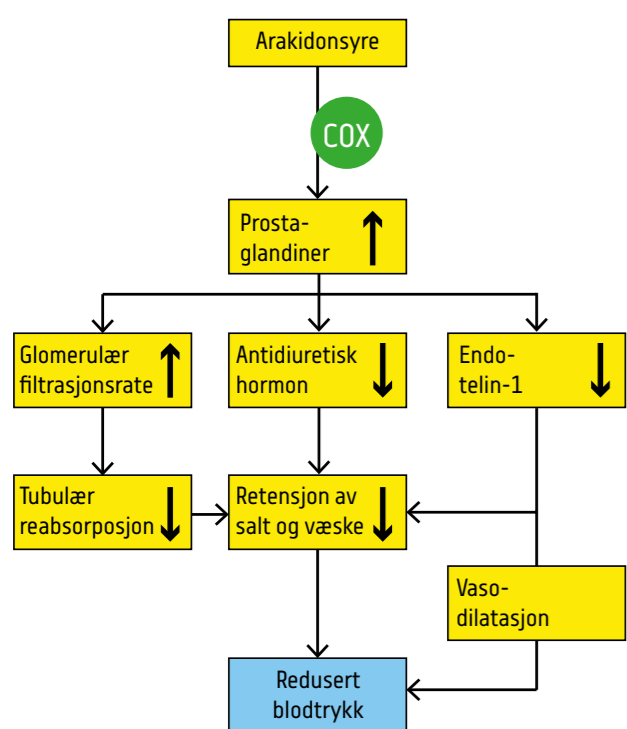 Arakidonsyre
COX
Prosta-
glandiner
Glomerulær
filtrasjonsrate
Antidiuretisk
hormon
Endo-
telin-1
Tubulær
reabsorposjon
Retensjon av
salt og væske
Vaso-
dilatasjon
Redusert
blodtrykk